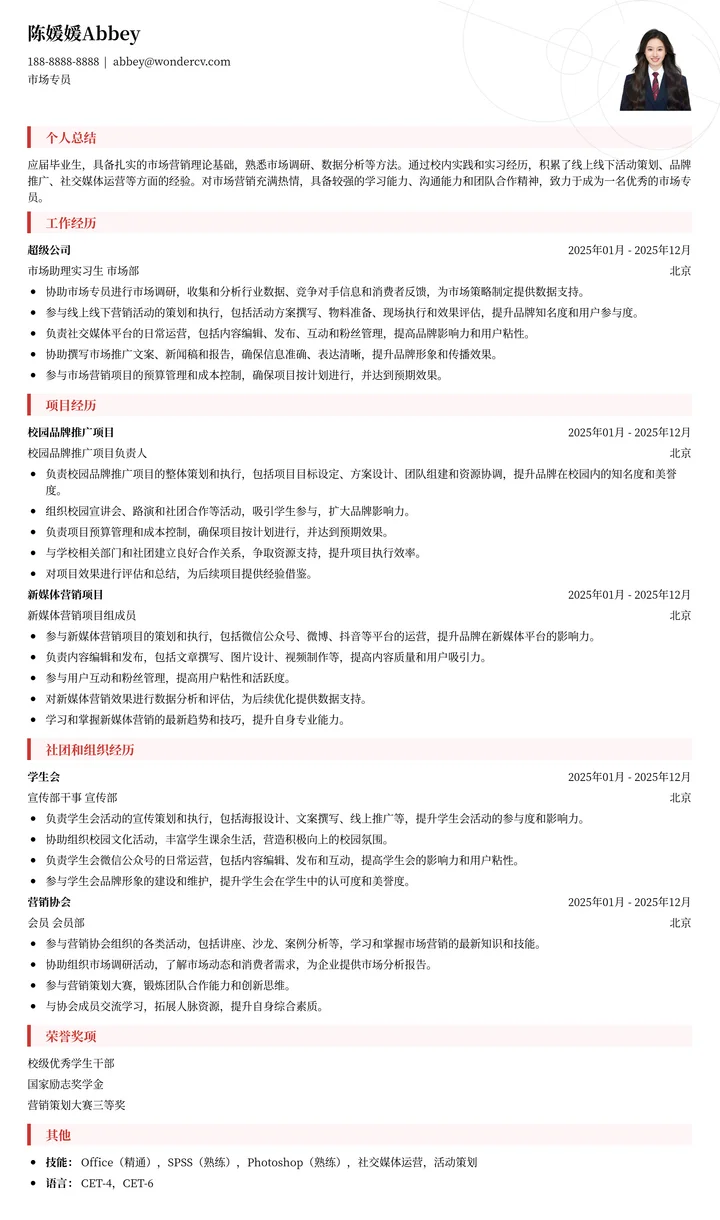 陈媛媛Abbey
188-8888-8888 | abbey@wondercv.com
市场专员
个人总结
应届毕业生，具备扎实的市场营销理论基础，熟悉市场调研、数据分析等方法。通过校内实践和实习经历，积累了线上线下活动策划、品牌
推广、社交媒体运营等方面的经验。对市场营销充满热情，具备较强的学习能力、沟通能力和团队合作精神，致力于成为一名优秀的市场专
员。
工作经历
超级公司 2025年01月 - 2025年12月
市场助理实习生 市场部 北京
• 协助市场专员进行市场调研，收集和分析行业数据、竞争对手信息和消费者反馈，为市场策略制定提供数据支持。
• 参与线上线下营销活动的策划和执行，包括活动方案撰写、物料准备、现场执行和效果评估，提升品牌知名度和用户参与度。
• 负责社交媒体平台的日常运营，包括内容编辑、发布、互动和粉丝管理，提高品牌影响力和用户粘性。
• 协助撰写市场推广文案、新闻稿和报告，确保信息准确、表达清晰，提升品牌形象和传播效果。
• 参与市场营销项目的预算管理和成本控制，确保项目按计划进行，并达到预期效果。
项目经历
校园品牌推广项目 2025年01月 - 2025年12月
校园品牌推广项目负责人 北京
• 负责校园品牌推广项目的整体策划和执行，包括项目目标设定、方案设计、团队组建和资源协调，提升品牌在校园内的知名度和美誉
度。
• 组织校园宣讲会、路演和社团合作等活动，吸引学生参与，扩大品牌影响力。
• 负责项目预算管理和成本控制，确保项目按计划进行，并达到预期效果。
• 与学校相关部门和社团建立良好合作关系，争取资源支持，提升项目执行效率。
• 对项目效果进行评估和总结，为后续项目提供经验借鉴。
新媒体营销项目 2025年01月 - 2025年12月
新媒体营销项目组成员 北京
• 参与新媒体营销项目的策划和执行，包括微信公众号、微博、抖音等平台的运营，提升品牌在新媒体平台的影响力。
• 负责内容编辑和发布，包括文章撰写、图片设计、视频制作等，提高内容质量和用户吸引力。
• 参与用户互动和粉丝管理，提高用户粘性和活跃度。
• 对新媒体营销效果进行数据分析和评估，为后续优化提供数据支持。
• 学习和掌握新媒体营销的最新趋势和技巧，提升自身专业能力。
社团和组织经历
学生会 2025年01月 - 2025年12月
宣传部干事 宣传部 北京
• 负责学生会活动的宣传策划和执行，包括海报设计、文案撰写、线上推广等，提升学生会活动的参与度和影响力。
• 协助组织校园文化活动，丰富学生课余生活，营造积极向上的校园氛围。
• 负责学生会微信公众号的日常运营，包括内容编辑、发布和互动，提高学生会的影响力和用户粘性。
• 参与学生会品牌形象的建设和维护，提升学生会在学生中的认可度和美誉度。
营销协会 2025年01月 - 2025年12月
会员 会员部 北京
• 参与营销协会组织的各类活动，包括讲座、沙龙、案例分析等，学习和掌握市场营销的最新知识和技能。
• 协助组织市场调研活动，了解市场动态和消费者需求，为企业提供市场分析报告。
• 参与营销策划大赛，锻炼团队合作能力和创新思维。
• 与协会成员交流学习，拓展人脉资源，提升自身综合素质。
荣誉奖项
校级优秀学生干部
国家励志奖学金
营销策划大赛三等奖
其他
• 技能： Office（精通），SPSS（熟练），Photoshop（熟练），社交媒体运营，活动策划
• 语言： CET-4，CET-6